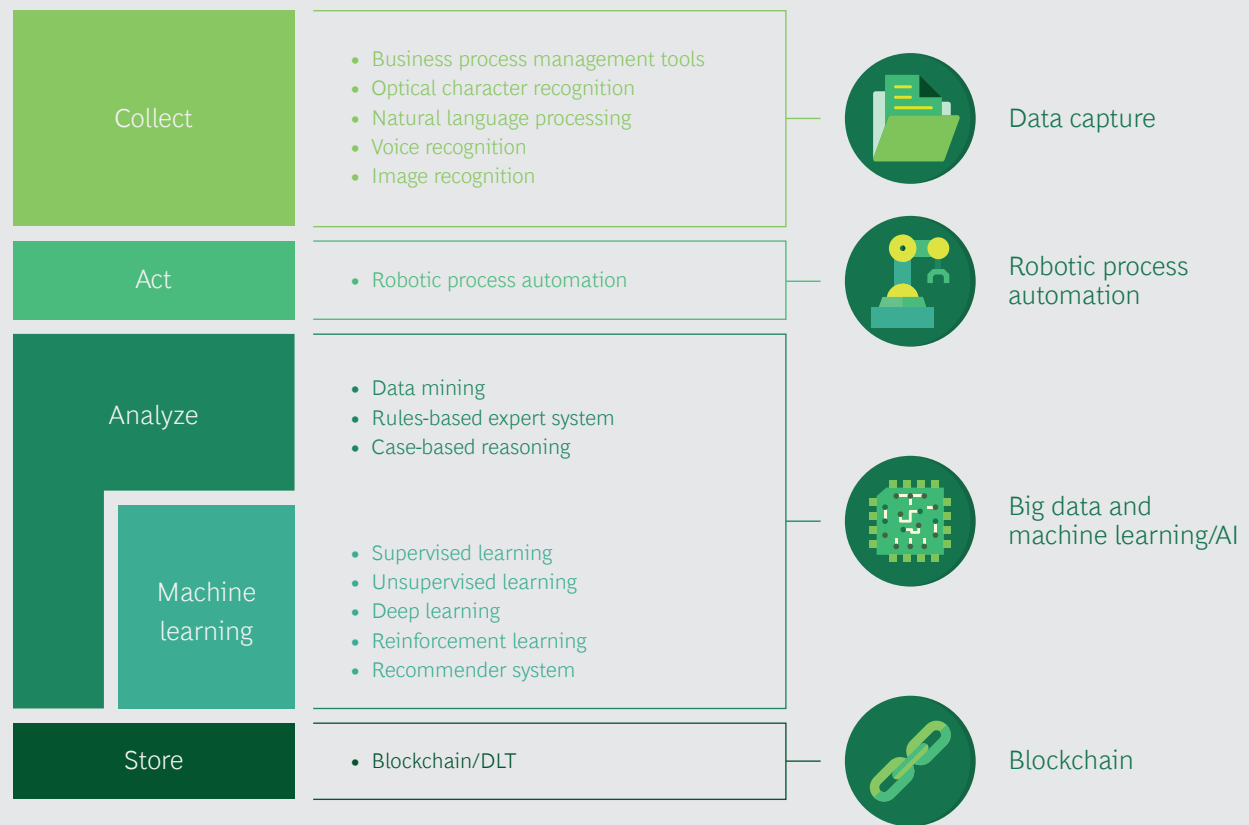 Collect
• Business process management tools
• Optical character recognition
• Natural language processing
• Voice recognition
• Image recognition
Data capture
Act
• Robotic process automation
Robotic process
automation
Analyze
• Data mining
• Rules-based expert system
• Case-based reasoning
Machine
learning
• Supervised learning
• Unsupervised learning
• Deep learning
• Reinforcement learning
• Recommender system
Big data and
machine learning/AI
Store
• Blockchain/DLT
Blockchain